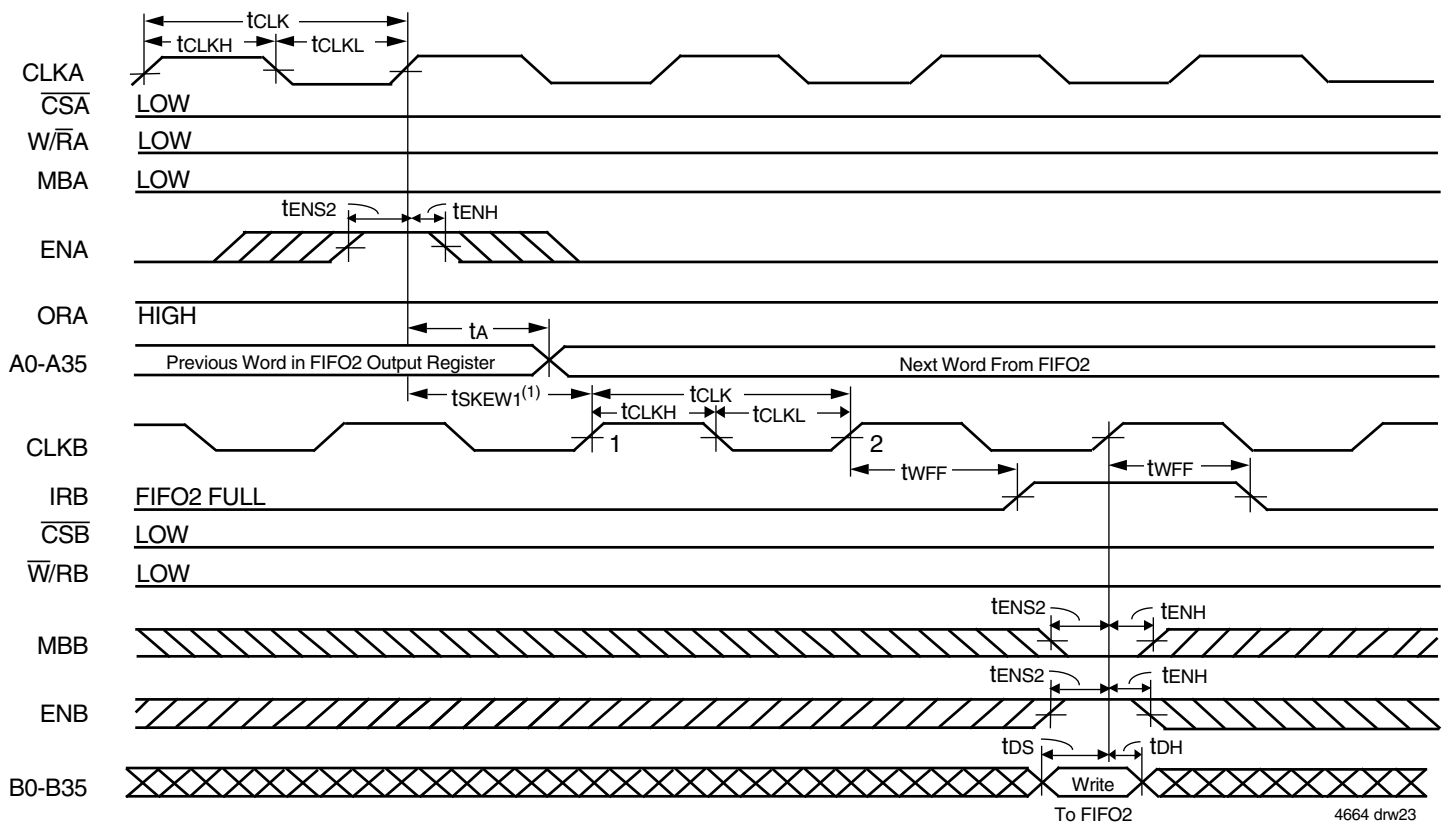 tCLK
tCLKH tCLKL
CLKA
CSA LOW
W/RA LOW
MBA LOW
tENS2 tENH
ENA
ORA HIGH
tA
A0-A35 Previous Word in FIFO2 Output Register Next Word From FIFO2
tSKEW1(1) tCLK
tCLKH tCLKL
CLKB 1 2
tWFF tWFF
IRB FIFO2 FULL
CSB LOW
W/RB LOW
tENS2 tENH
MBB
tENS2 tENH
ENB
tDS tDH
B0-B35 Write
To FIFO2 4664 drw23